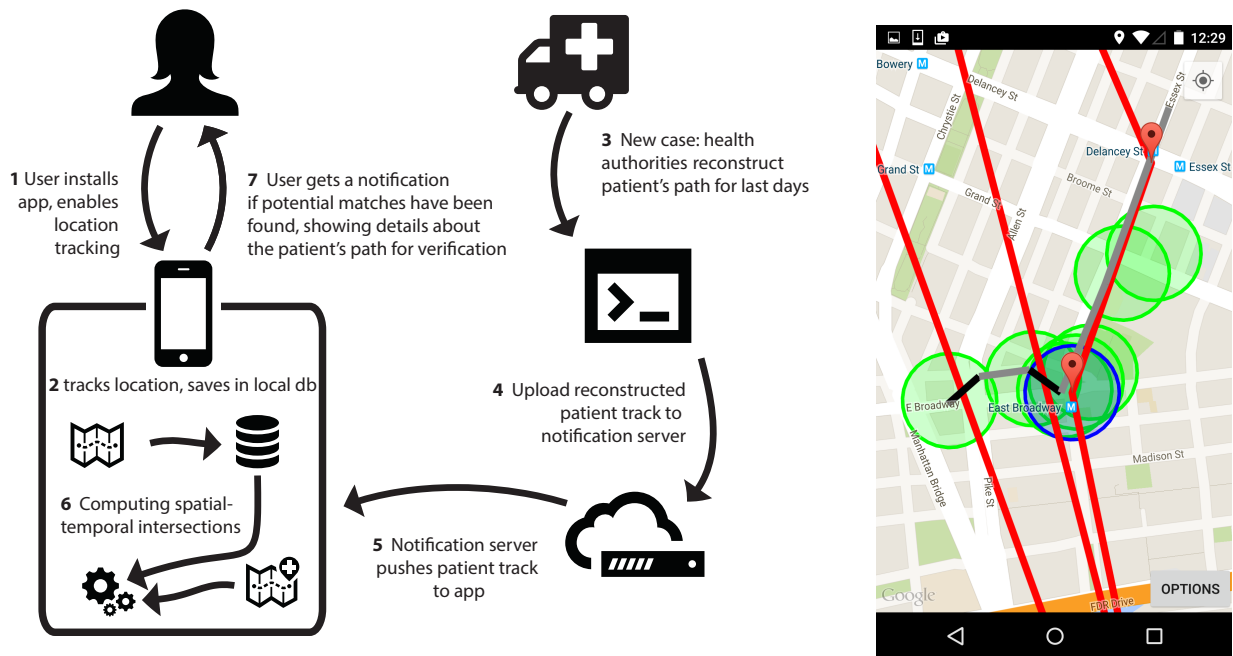 1 User installs
app, enables
location
tracking
7 User gets a notification
if potential matches have been
found, showing details about
the patient's path for verification
3 New case: health
authorities reconstruct
patient's path for last days
2 tracks location, saves in local db
4 Upload reconstructed
patient track to
notification server
6 Computing spatial-
temporal intersections
5 Notification server
pushes patient track
to app
12:29
Bowery M
Delancey St
Essex St
Chrystie St
Delancey St M
M Essex St
Grand St M
Broome St
Grand St
Allen St
E Broadway
East Broadway M
Madison St
Manhattan Bridge
Pike St
Google
FDR Drive
OPTIONS